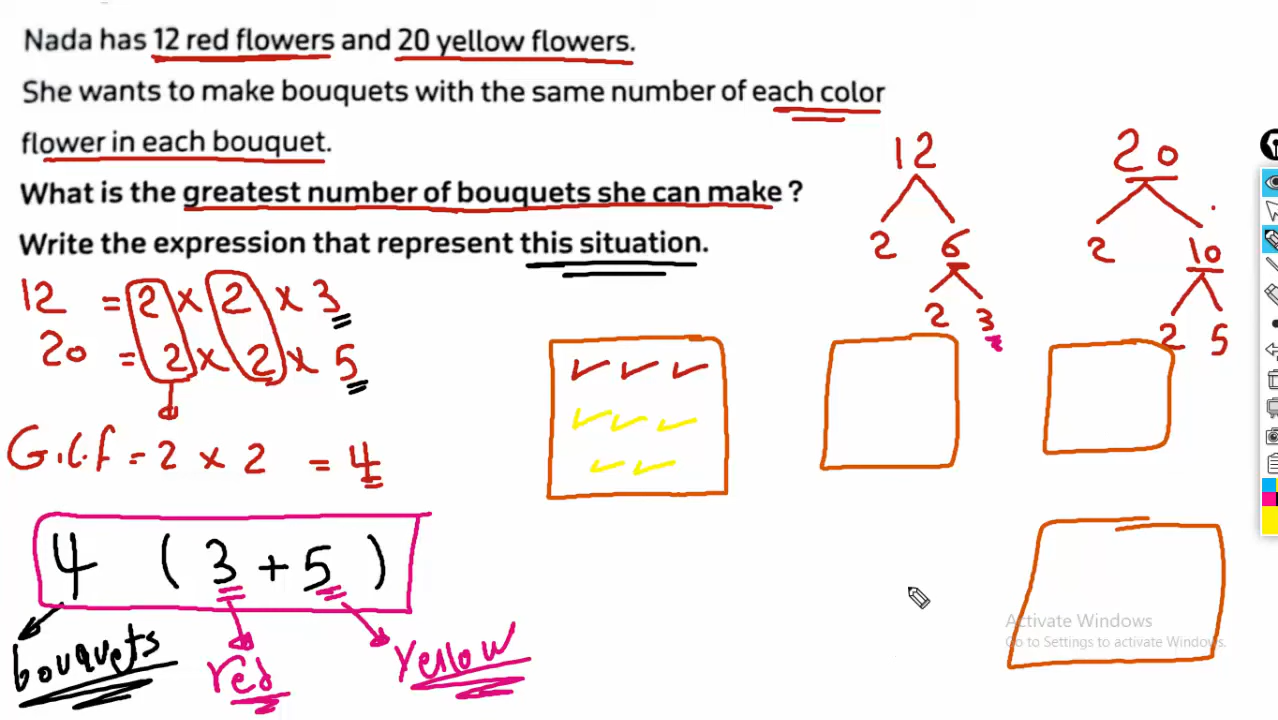 Nada has 12 red flowers and 20 yellow flowers.
She wants to make bouquets with the same number of each color
flower in each bouquet.
What is the greatest number of bouquets she can make?
Write the expression that represent this situation.
12 = 2 × 2 × 3
20 = 2 × 2 × 5
G.C.f = 2 × 2 = 4
4 ( 3 + 5 )
bouquets red yellow
12 20
2 6 2 10
2 3 2 5
Activate Windows
Go to Settings to activate Windows.